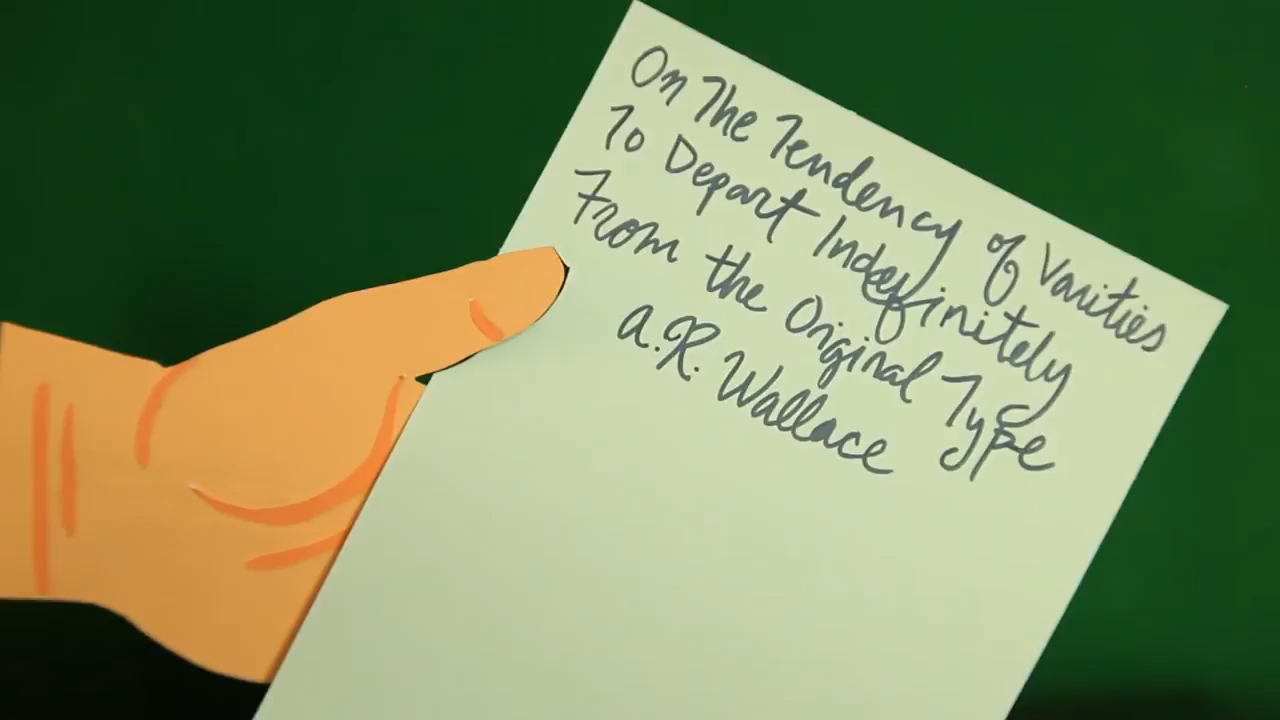 On The Tendency of Varities
To Depart Indefinitely
From the Original Type
A.R. Wallace